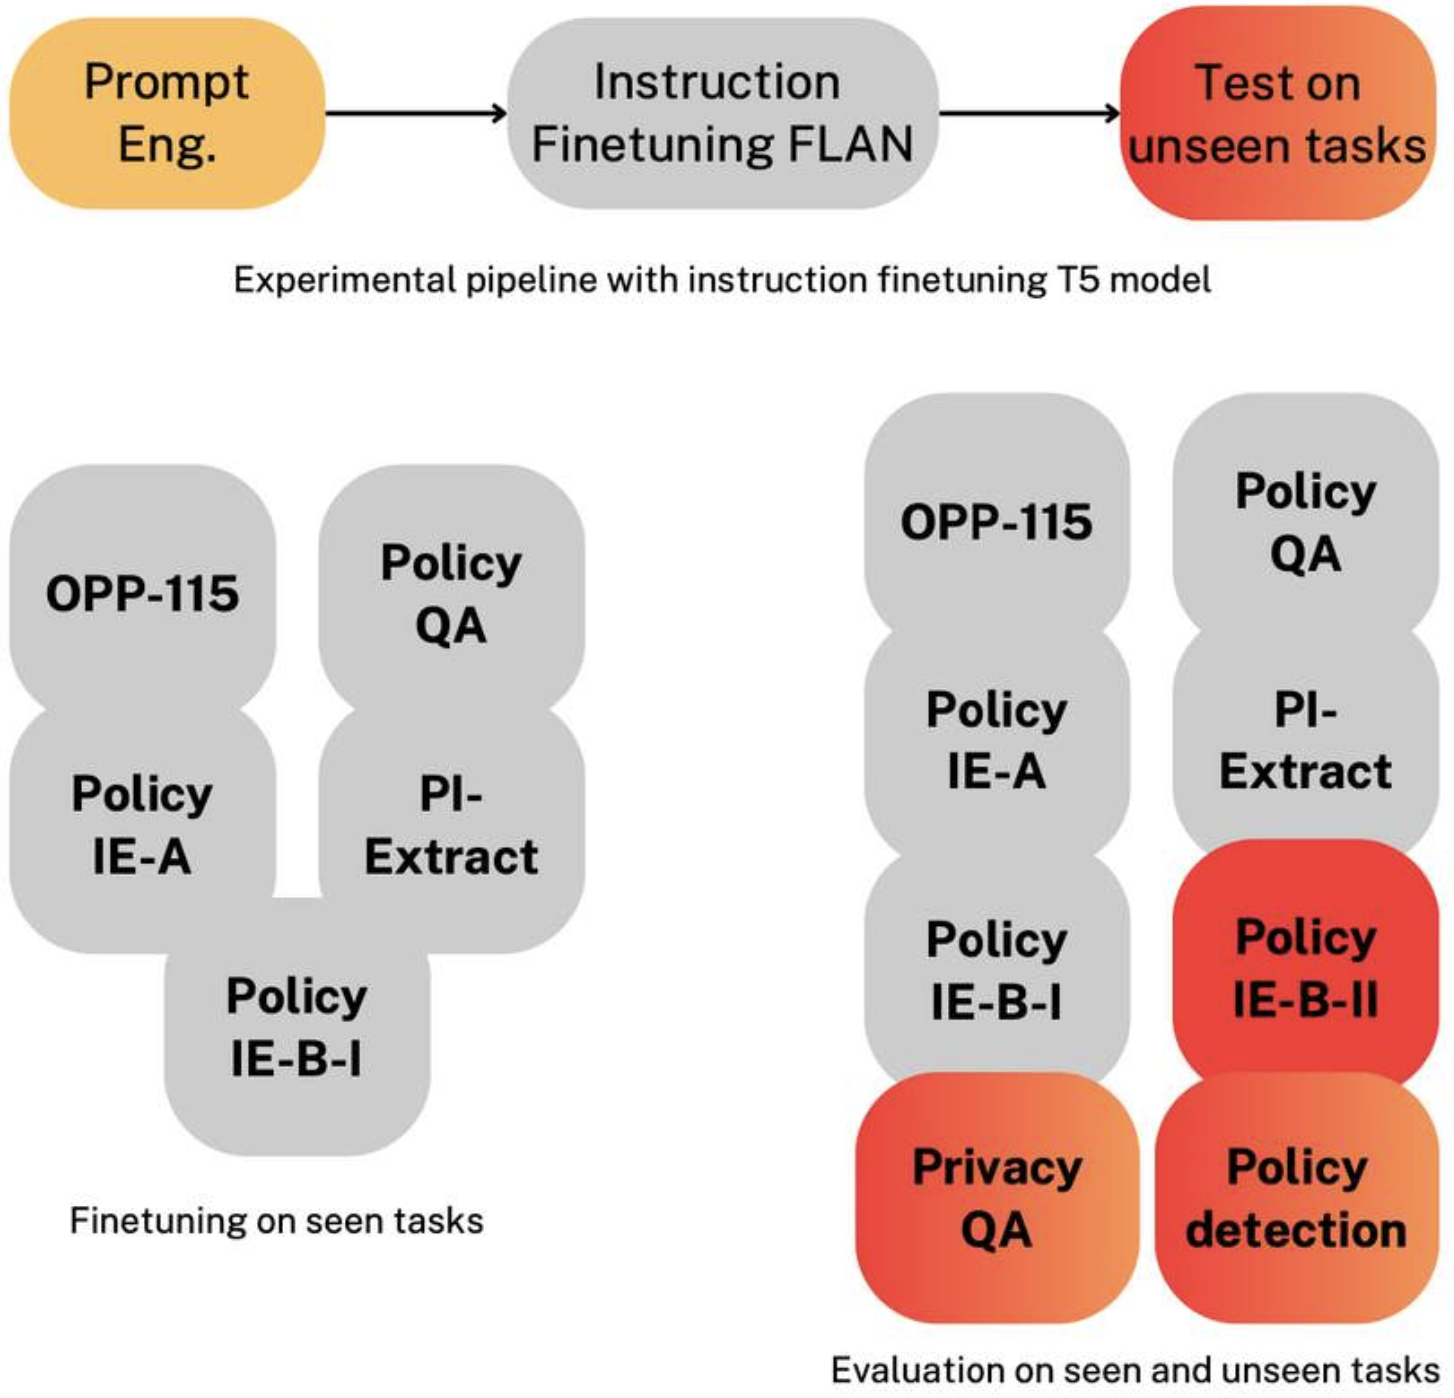 Prompt
Eng.
Instruction
Finetuning FLAN
Test on
unseen tasks
Experimental pipeline with instruction finetuning T5 model
OPP-115
Policy
QA
Policy
IE-A
PI-
Extract
Policy
IE-B-I
Finetuning on seen tasks
OPP-115
Policy
QA
Policy
IE-A
PI-
Extract
Policy
IE-B-I
Policy
IE-B-II
Privacy
QA
Policy
detection
Evaluation on seen and unseen tasks